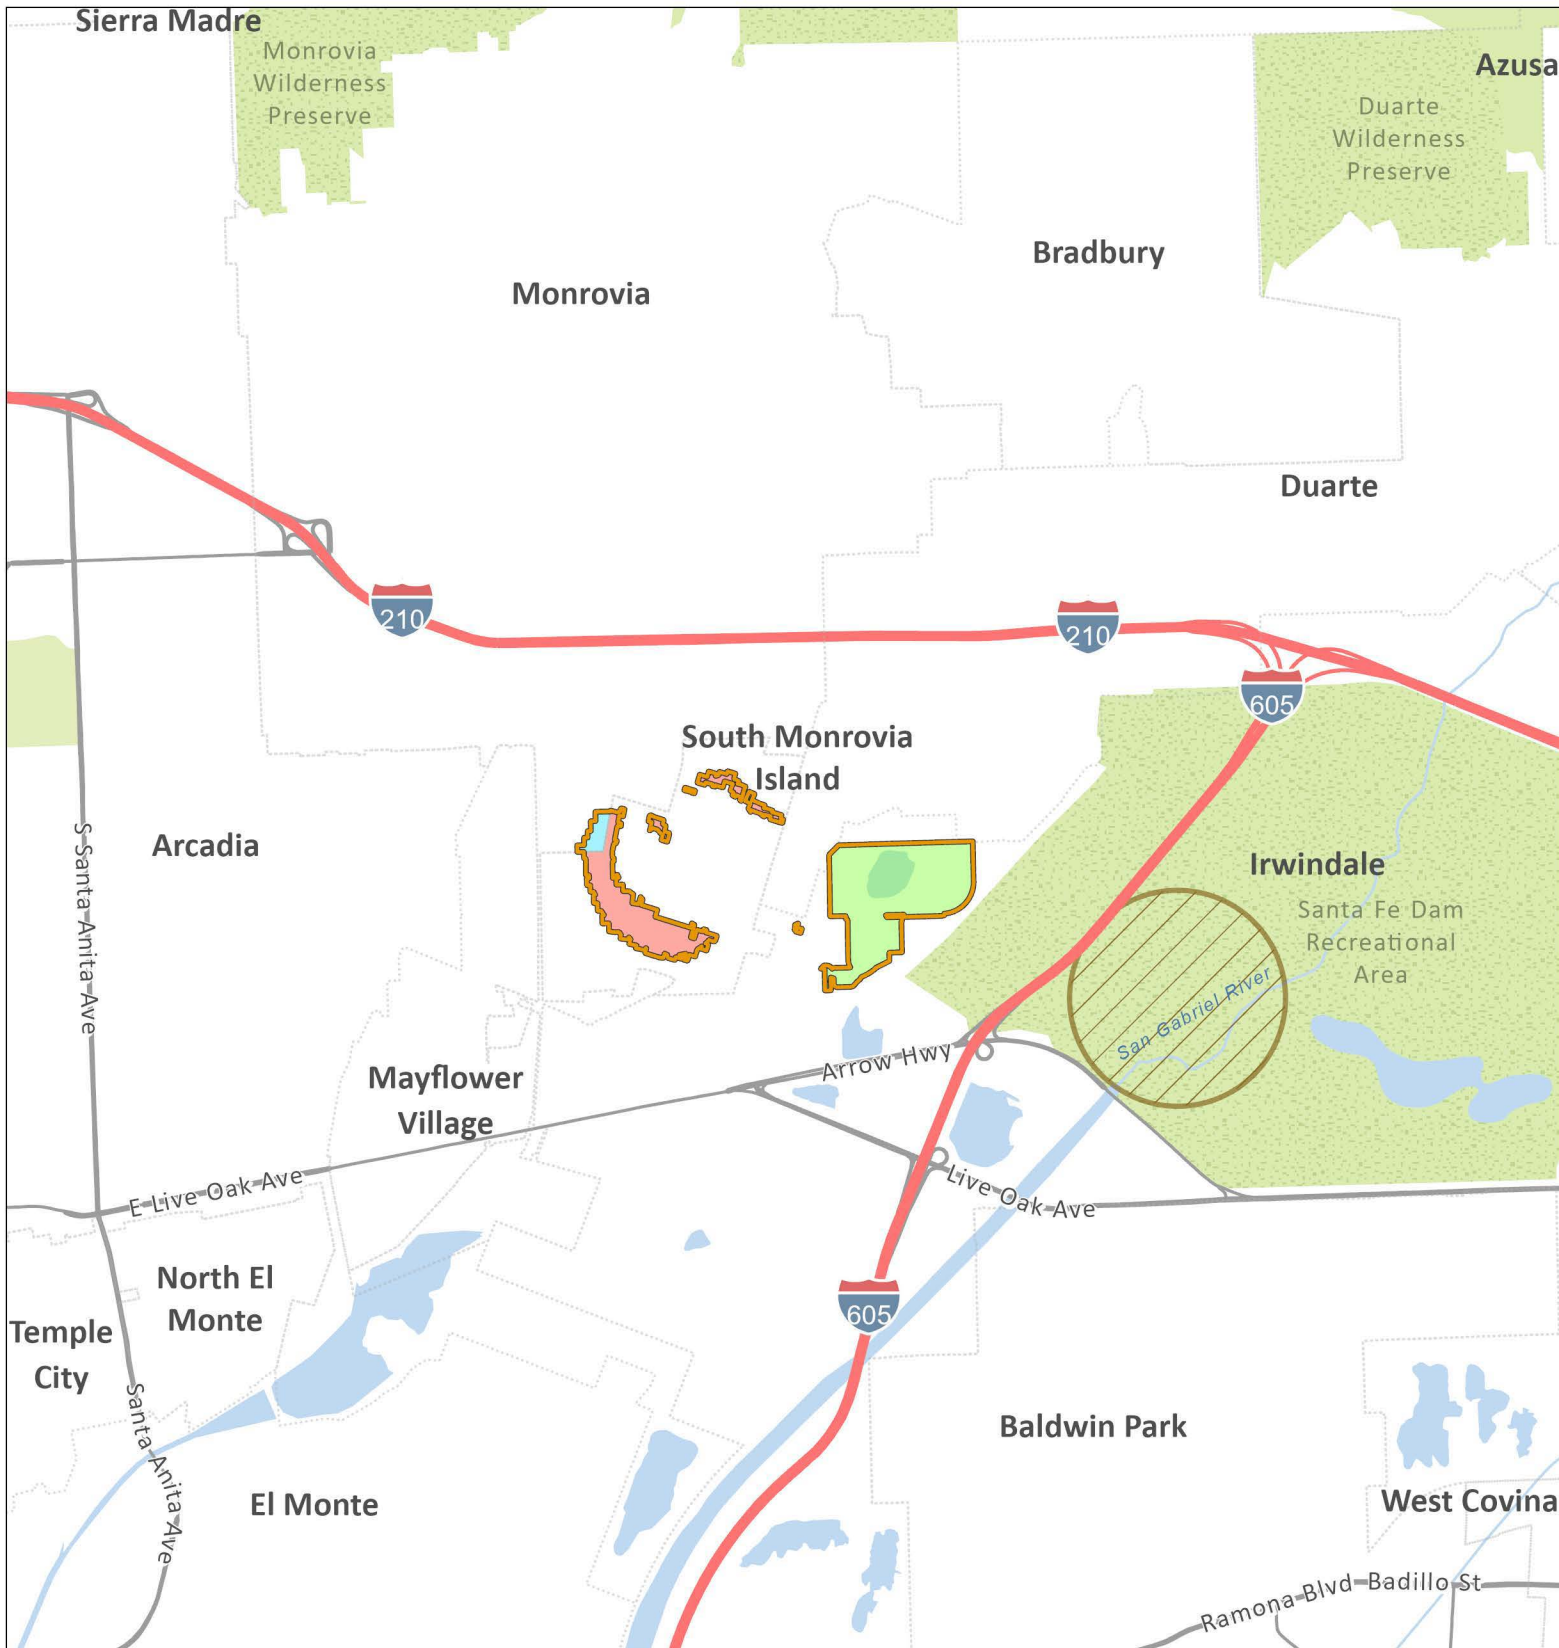 Sierra Madre
Monrovia
Wilderness
Preserve
Azusa
Duarte
Wilderness
Preserve
Bradbury
Monrovia
Duarte
210
210
605
South Monrovia
Island
Arcadia
S Santa Anita Ave
Irwindale
Santa Fe Dam
Recreational
Area
San Gabriel River
Arrow Hwy
Mayflower
Village
E Live Oak Ave
Live Oak Ave
North El
Monte
605
Temple
City
Santa Anita Ave
Baldwin Park
El Monte
West Covina
Ramona Blvd
Badillo St